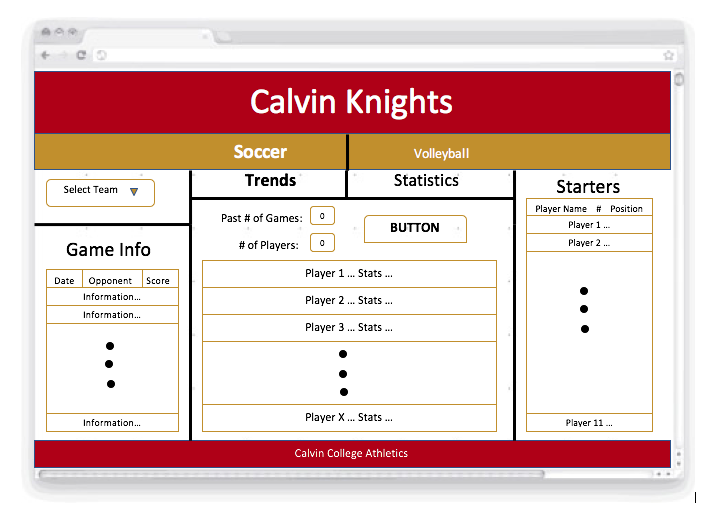 Calvin Knights
Soccer Volleyball
Select Team
Game Info
Date Opponent Score
Information...
Information...
Information...
Trends Statistics
Past # of Games: 0
# of Players: 0
BUTTON
Player 1 ... Stats ...
Player 2 ... Stats ...
Player 3 ... Stats ...
Player X ... Stats ...
Starters
Player Name # Position
Player 1 ...
Player 2 ...
Player 11 ...
Calvin College Athletics